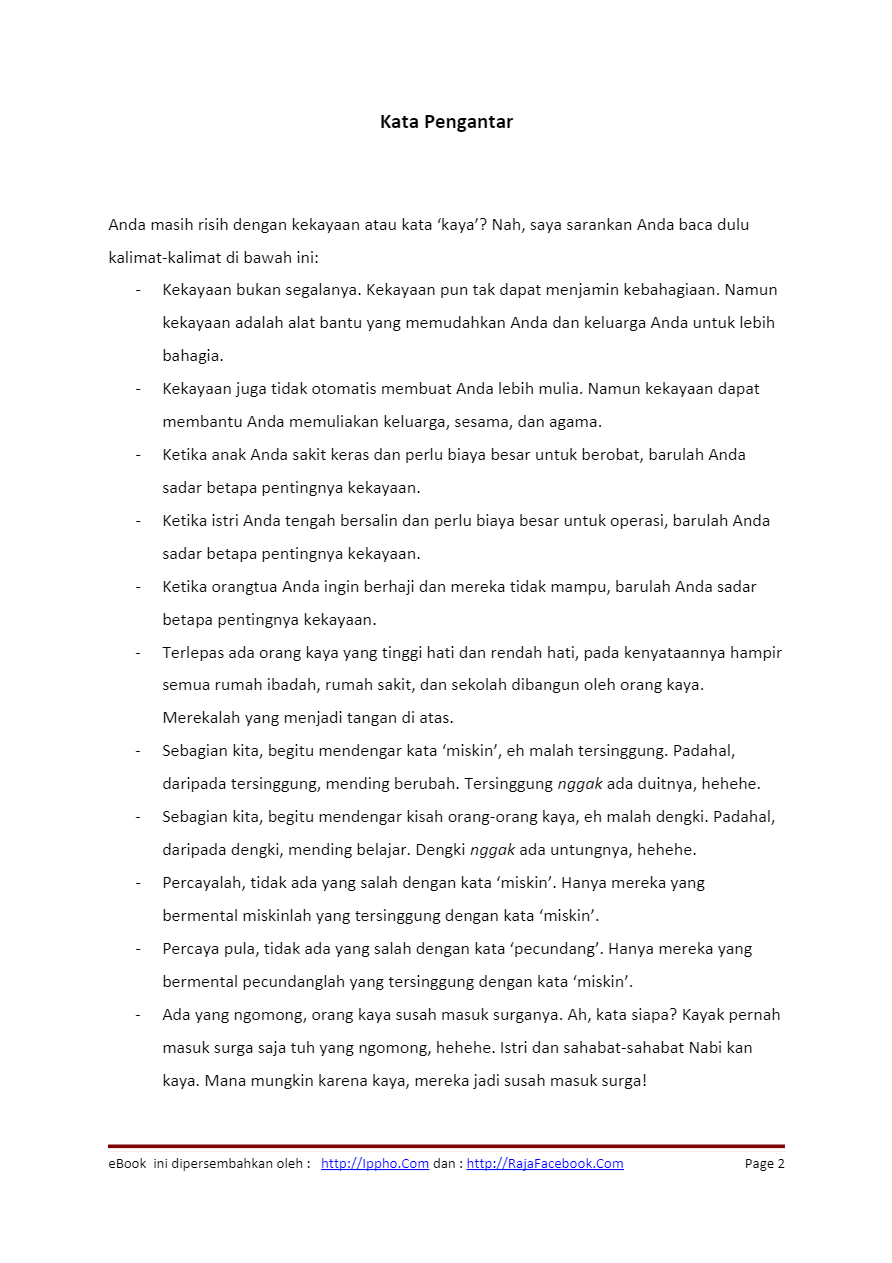 Kata Pengantar
Anda masih risih dengan kekayaan atau kata ‘kaya’? Nah, saya sarankan Anda baca dulu
kalimat-kalimat di bawah ini:
- Kekayaan bukan segalanya. Kekayaan pun tak dapat menjamin kebahagiaan. Namun
kekayaan adalah alat bantu yang memudahkan Anda dan keluarga Anda untuk lebih
bahagia.
- Kekayaan juga tidak otomatis membuat Anda lebih mulia. Namun kekayaan dapat
membantu Anda memuliakan keluarga, sesama, dan agama.
- Ketika anak Anda sakit keras dan perlu biaya besar untuk berobat, barulah Anda
sadar betapa pentingnya kekayaan.
- Ketika istri Anda tengah bersalin dan perlu biaya besar untuk operasi, barulah Anda
sadar betapa pentingnya kekayaan.
- Ketika orangtua Anda ingin berhaji dan mereka tidak mampu, barulah Anda sadar
betapa pentingnya kekayaan.
- Terlepas ada orang kaya yang tinggi hati dan rendah hati, pada kenyataannya hampir
semua rumah ibadah, rumah sakit, dan sekolah dibangun oleh orang kaya.
Merekalah yang menjadi tangan di atas.
- Sebagian kita, begitu mendengar kata ‘miskin’, eh malah tersinggung. Padahal,
daripada tersinggung, mending berubah. Tersinggung nggak ada duitnya, hehehe.
- Sebagian kita, begitu mendengar kisah orang-orang kaya, eh malah dengki. Padahal,
daripada dengki, mending belajar. Dengki nggak ada untungnya, hehehe.
- Percayalah, tidak ada yang salah dengan kata ‘miskin’. Hanya mereka yang
bermental miskinlah yang tersinggung dengan kata ‘miskin’.
- Percaya pula, tidak ada yang salah dengan kata ‘pecundang’. Hanya mereka yang
bermental pecundanglah yang tersinggung dengan kata ‘miskin’.
- Ada yang ngomong, orang kaya susah masuk surganya. Ah, kata siapa? Kayak pernah
masuk surga saja tuh yang ngomong, hehehe. Istri dan sahabat-sahabat Nabi kan
kaya. Mana mungkin karena kaya, mereka jadi susah masuk surga!
eBook ini dipersembahkan oleh : http://Ippho.Com dan : http://RajaFacebook.Com Page 2